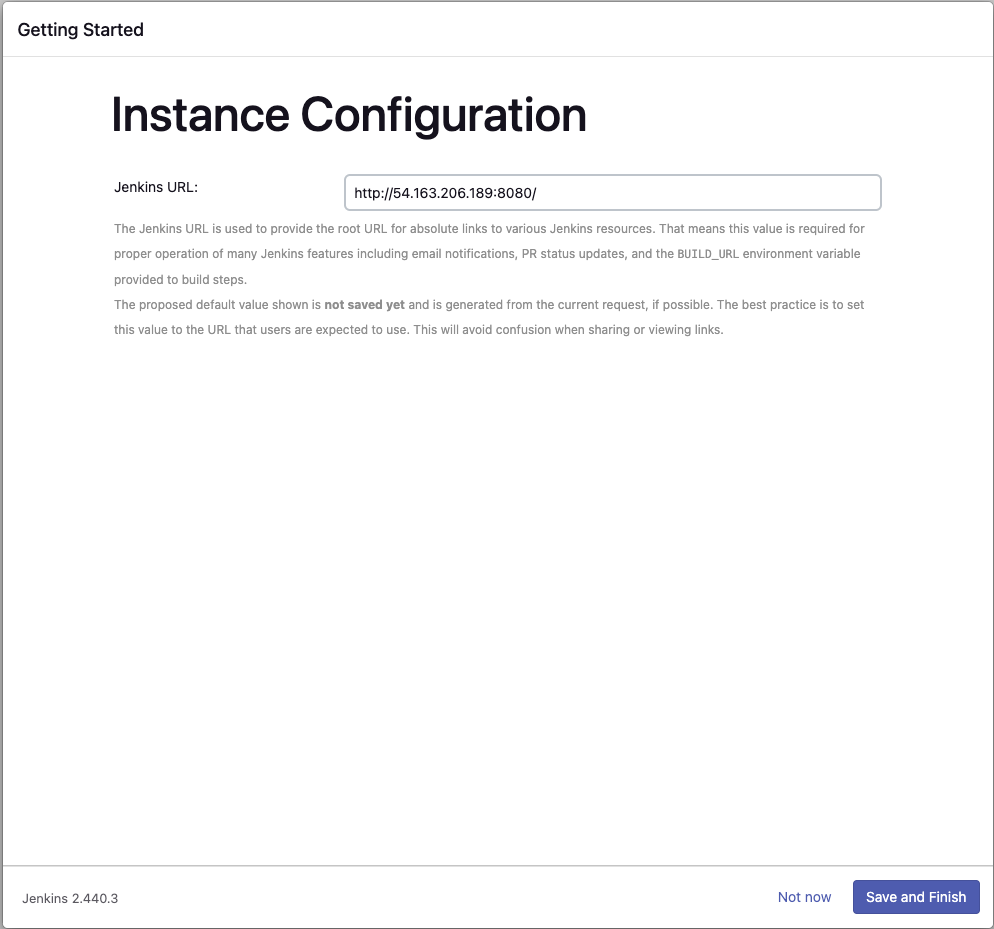 Getting Started
Instance Configuration
Jenkins URL:
http://54.163.206.189:8080/
The Jenkins URL is used to provide the root URL for absolute links to various Jenkins resources. That means this value is required for
proper operation of many Jenkins features including email notifications, PR status updates, and the BUILD_URL environment variable
provided to build steps.
The proposed default value shown is not saved yet and is generated from the current request, if possible. The best practice is to set
this value to the URL that users are expected to use. This will avoid confusion when sharing or viewing links.
Jenkins 2.440.3
Not now
Save and Finish